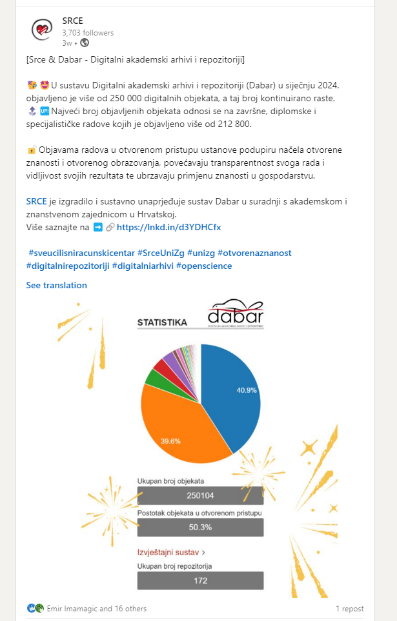 SRCE
3,703 followers
3w •
[Srce & Dabar - Digitalni akademski arhivi i repozitoriji]
U sustavu Digitalni akademski arhivi i repozitoriji (Dabar) u siječnju 2024.
objavljeno je više od 250 000 digitalnih objekata, a taj broj kontinuirano raste.
Najveći broj objavljenih objekata odnosi se na završne, diplomske i
specijalističke radove kojih je objavljeno više od 212 800.
Objavama radova u otvorenom pristupu ustanove podupiru načela otvorene
znanosti i otvorenog obrazovanja, povećavaju transparentnost svoga rada i
vidljivost svojih rezultata te ubrzavaju primjenu znanosti u gospodarstvu.
SRCE je izgradilo i sustavno unaprjeđuje sustav Dabar u suradnji s akademskom i
znanstvenom zajednicom u Hrvatskoj.
Više saznajte na ➡️ 🔗 https://lnkd.in/d3YDHCfx
#sveucilisniracunskicentar #SrceUniZg #unizg #otvorenaznanost
#digitalnirepozitoriji #digitalniarhivi #openscience
See translation
dabar
STATISTIKA
40.9%
39.6%
Ukupan broj objekata
250104
Postotak objekata u otvorenom pristupu
50.3%
Izvještajni sustav >
Ukupan broj repozitorija
172
Emir Imamagic and 16 others
1 repost